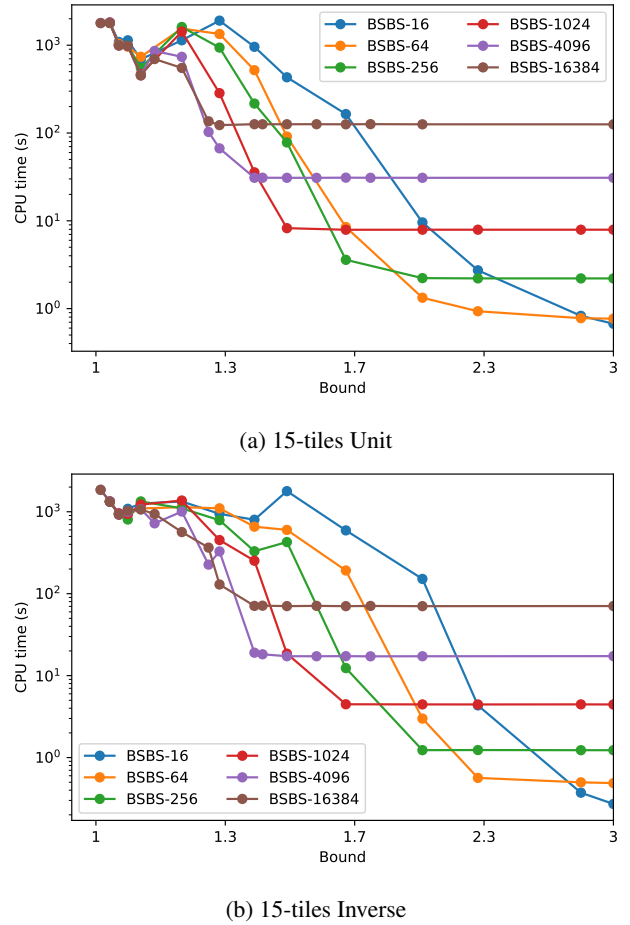 10³
10²
10¹
10⁰
CPU time (s)
BSBS-16 BSBS-1024
BSBS-64 BSBS-4096
BSBS-256 BSBS-16384
1 1.3 1.7 2.3 3
Bound
(a) 15-tiles Unit
10³
10²
10¹
10⁰
CPU time (s)
BSBS-16 BSBS-1024
BSBS-64 BSBS-4096
BSBS-256 BSBS-16384
1 1.3 1.7 2.3 3
Bound
(b) 15-tiles Inverse